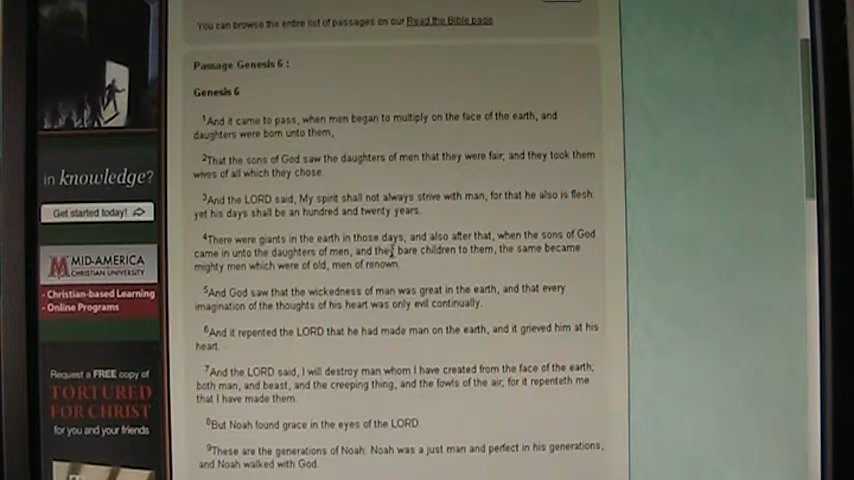 You can browse the entire list of passages on our Read the Bible page
Passage Genesis 6 :
Genesis 6
1And it came to pass, when men began to multiply on the face of the earth, and
daughters were born unto them,
2That the sons of God saw the daughters of men that they were fair; and they took them
wives of all which they chose.
3And the LORD said, My spirit shall not always strive with man, for that he also is flesh:
yet his days shall be an hundred and twenty years.
4There were giants in the earth in those days; and also after that, when the sons of God
came in unto the daughters of men, and they bare children to them, the same became
mighty men which were of old, men of renown.
5And God saw that the wickedness of man was great in the earth, and that every
imagination of the thoughts of his heart was only evil continually.
6And it repented the LORD that he had made man on the earth, and it grieved him at his
heart.
7And the LORD said, I will destroy man whom I have created from the face of the earth;
both man, and beast, and the creeping thing, and the fowls of the air; for it repenteth me
that I have made them.
8But Noah found grace in the eyes of the LORD.
9These are the generations of Noah: Noah was a just man and perfect in his generations,
and Noah walked with God.
in knowledge?
Get started today!
MID-AMERICA
CHRISTIAN UNIVERSITY
- Christian-based Learning
- Online Programs
Request a FREE copy of
TORTURED
FOR CHRIST
for you and your friends